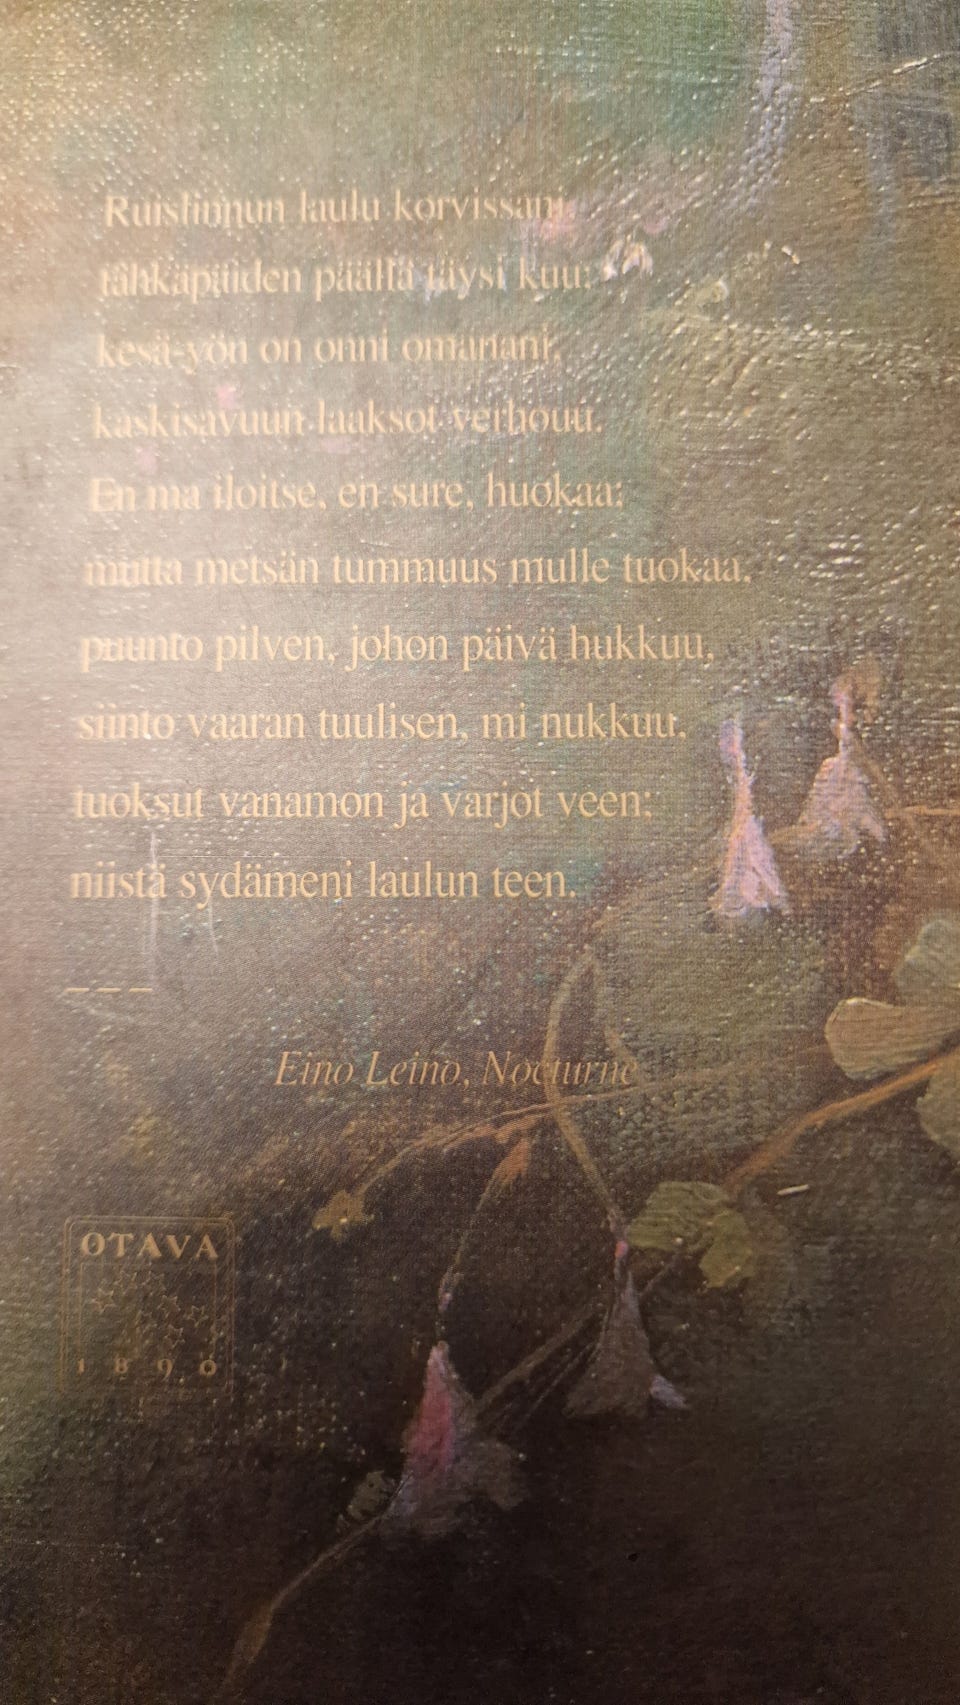 Ruislinnun laulu korvissani,
tähkäpäiden päällä täysi kuu;
kesä-yön on onni omanani,
kaskisavuun laaksot verhouu.
En ma iloitse, en sure, huokaa;
mutta metsän tummuus mulle tuokaa,
puunto pilven, johon päivä hukkuu,
siinto vaaran tuulisen, mi nukkuu,
tuoksut vanamon ja varjot veen;
niistä sydämeni laulun teen.
– – –
Eino Leino, Nocturne
OTAVA
1890